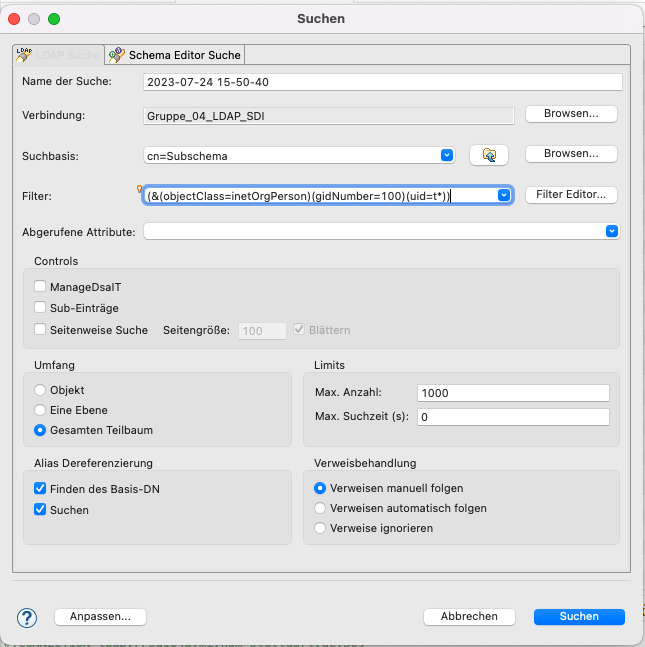 Suchen
LDAP Suche
Schema Editor Suche
Name der Suche: 2023-07-24 15-50-40
Verbindung: Gruppe_04_LDAP_SDI Browsen...
Suchbasis: cn=Subschema Browsen...
Filter: (&(objectClass=inetOrgPerson)(gidNumber=100)(uid=t*)) Filter Editor...
Abgerufene Attribute:
Controls
ManageDsaIT
Sub-Einträge
Seitenweise Suche Seitengröße: 100 Blättern
Umfang
Objekt
Eine Ebene
Gesamten Teilbaum
Limits
Max. Anzahl: 1000
Max. Suchzeit (s): 0
Alias Dereferenzierung
Finden des Basis-DN
Suchen
Verweisbehandlung
Verweisen manuell folgen
Verweisen automatisch folgen
Verweise ignorieren
? Anpassen... Abbrechen Suchen